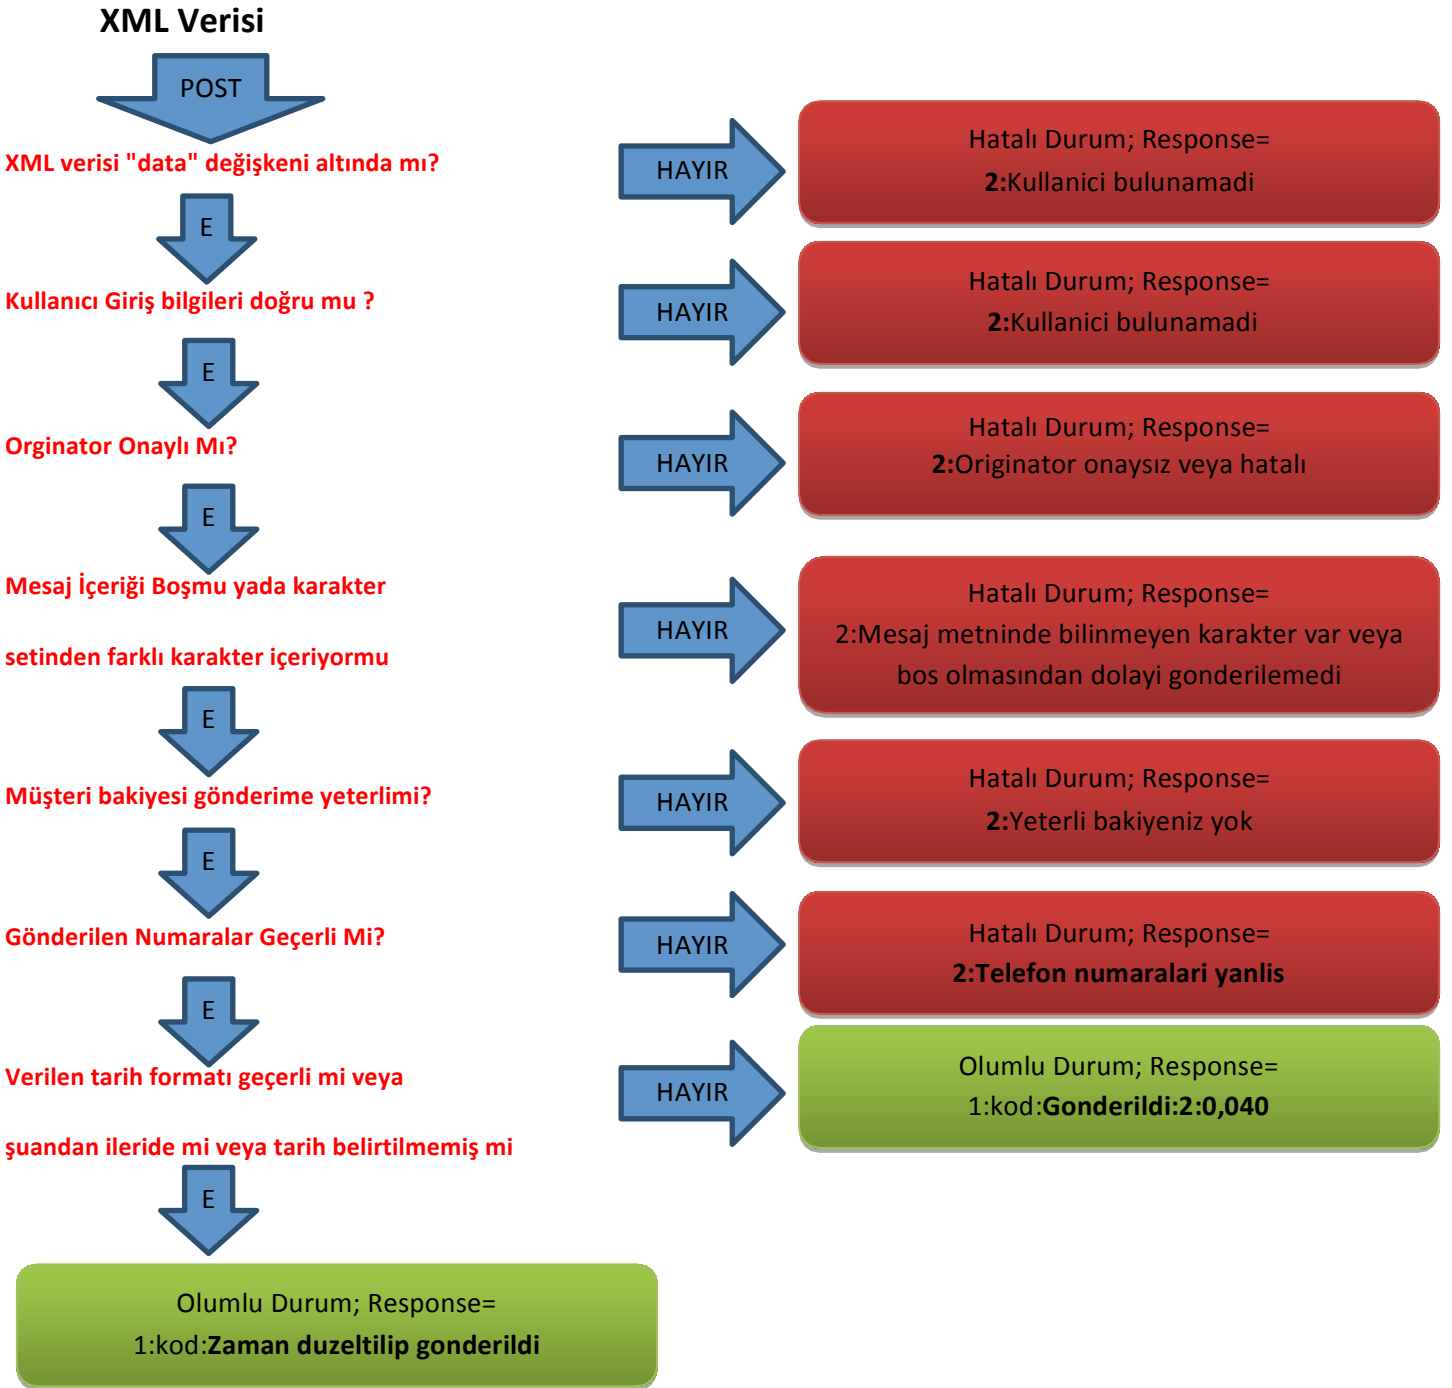 XML Verisi
POST
XML verisi "data" değişkeni altında mı?
HAYIR
Hatalı Durum; Response=
2:Kullanici bulunamadi
E
Kullanıcı Giriş bilgileri doğru mu ?
HAYIR
Hatalı Durum; Response=
2:Kullanici bulunamadi
E
Orginator Onaylı Mı?
HAYIR
Hatalı Durum; Response=
2:Originator onaysız veya hatalı
E
Mesaj İçeriği Boşmu yada karakter
setinden farklı karakter içeriyormu
HAYIR
Hatalı Durum; Response=
2:Mesaj metninde bilinmeyen karakter var veya
bos olmasından dolayi gonderilemedi
E
Müşteri bakiyesi gönderime yeterlimi?
HAYIR
Hatalı Durum; Response=
2:Yeterli bakiyeniz yok
E
Gönderilen Numaralar Geçerli Mi?
HAYIR
Hatalı Durum; Response=
2:Telefon numaralari yanlis
E
Verilen tarih formatı geçerli mi veya
şuandan ileride mi veya tarih belirtilmemiş mi
HAYIR
Olumlu Durum; Response=
1:kod:Gonderildi:2:0,040
E
Olumlu Durum; Response=
1:kod:Zaman duzeltilip gonderildi